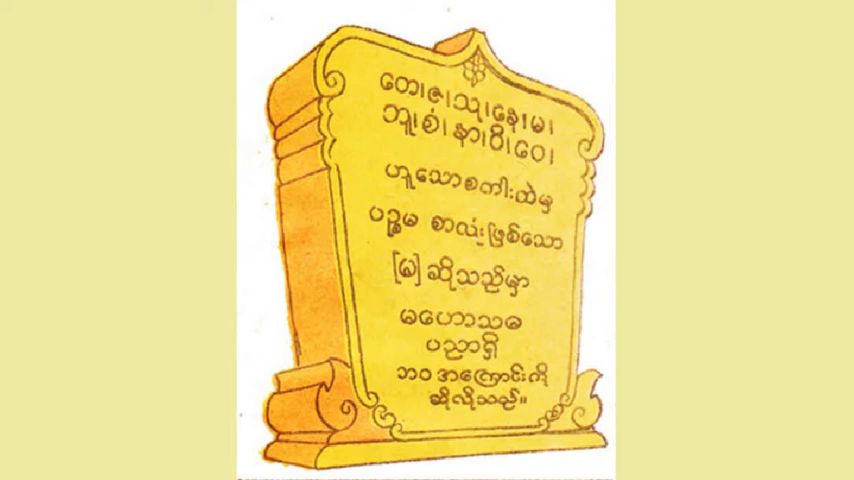 တေ၊ဇ၊သု၊နေ၊မ၊
ဘူ၊စံ၊နာ၊ဝိ၊ဝေ၊
ဟူသောစကားထဲမှ
ပဉ္စမ စာလုံးဖြစ်သော
[မ] ဆိုသည်မှာ
မဟောသဓ
ပညာရှိ
ဘဝ အကြောင်းကို
ဆိုလိုသည်။